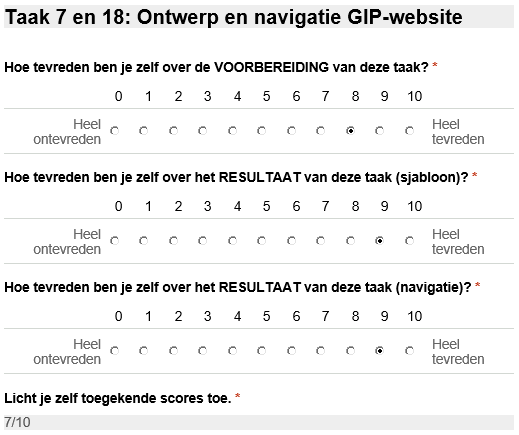 Taak 7 en 18: Ontwerp en navigatie GIP-website
Hoe tevreden ben je zelf over de VOORBEREIDING van deze taak? *
0 1 2 3 4 5 6 7 8 9 10
Heel ontevreden
Heel tevreden
Hoe tevreden ben je zelf over het RESULTAAT van deze taak (sjabloon)? *
0 1 2 3 4 5 6 7 8 9 10
Heel ontevreden
Heel tevreden
Hoe tevreden ben je zelf over het RESULTAAT van deze taak (navigatie)? *
0 1 2 3 4 5 6 7 8 9 10
Heel ontevreden
Heel tevreden
Licht je zelf toegekende scores toe. *
7/10